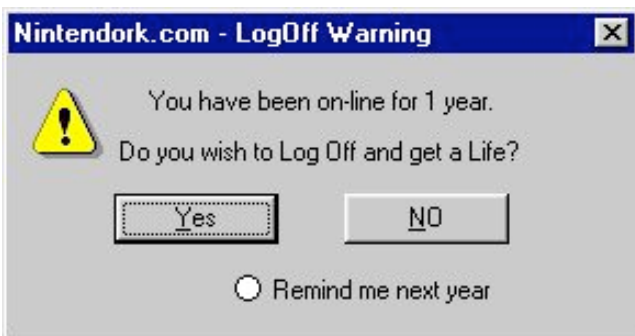 Nintendork.com - LogOff Warning
You have been on-line for 1 year.
Do you wish to Log Off and get a Life?
Yes NO
Remind me next year